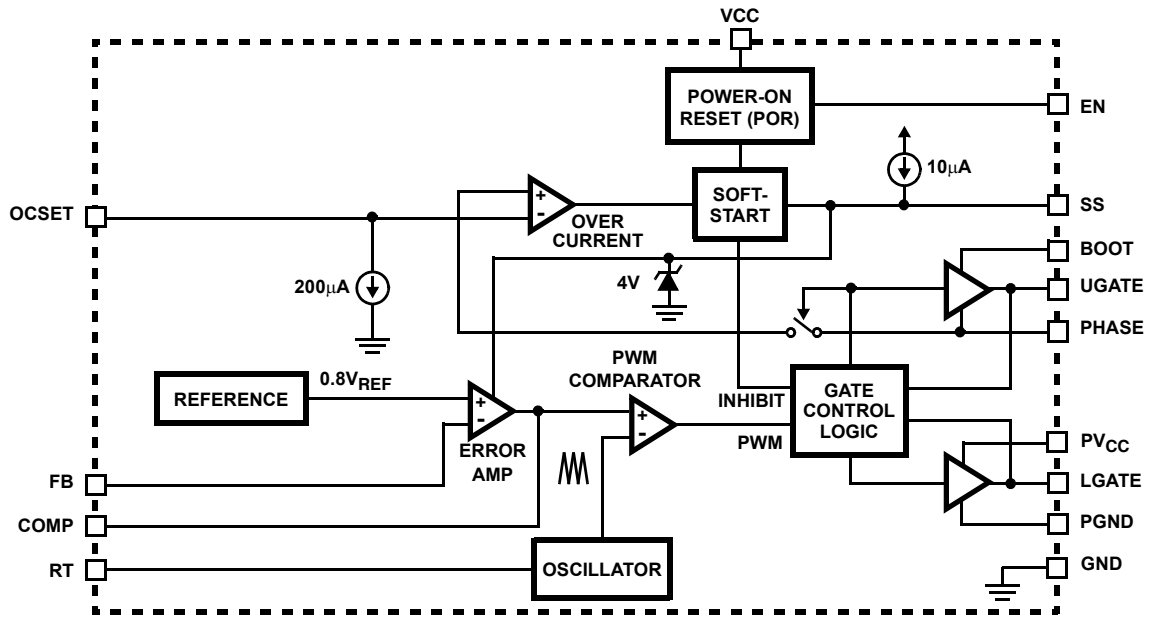 VCC
POWER-ON
RESET (POR)
EN
10µA
SOFT-
START
OCSET
+
-
OVER
CURRENT
SS
BOOT
200µA
4V
UGATE
PHASE
PWM
COMPARATOR
0.8VREF
REFERENCE
+
-
+
-
INHIBIT
GATE
CONTROL
LOGIC
PWM
ERROR
AMP
PVCC
FB
LGATE
COMP
PGND
RT
OSCILLATOR
GND